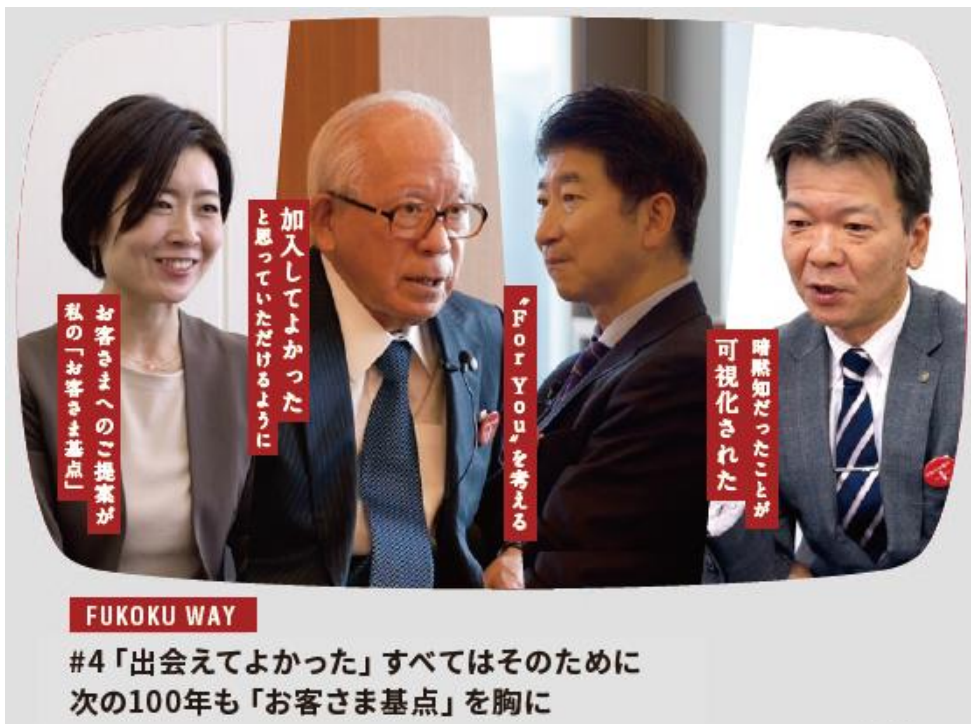 お客さまへのご提案が
私の「お客さま基点」
加入してよかった
と思っていただけるように
“For You”を考える
暗黙知だったことが
可視化された
FUKOKU WAY
#4「出会えてよかった」すべてはそのために
次の100年も「お客さま基点」を胸に